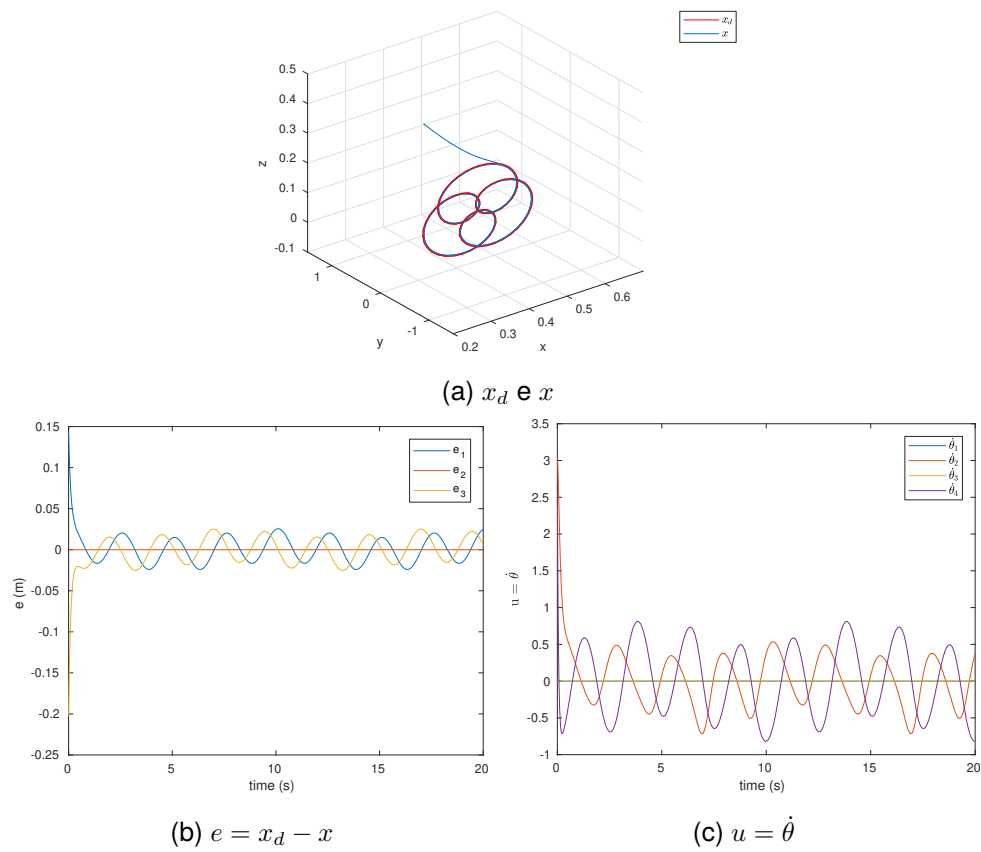 x_d
x
0.5
0.4
0.3
0.2
0.1
0
-0.1
z
1
0
-1
y
0.2
0.3
0.4
0.5
0.6
x
(a) x_d e x
0.15
0.1
0.05
0
-0.05
-0.1
-0.15
-0.2
-0.25
e (m)
e_1
e_2
e_3
0 5 10 15 20
time (s)
(b) e = x_d − x
3.5
3
2.5
2
1.5
1
0.5
0
-0.5
-1
u = θ̇
θ̇_1
θ̇_2
θ̇_3
θ̇_4
0 5 10 15 20
time (s)
(c) u = θ̇